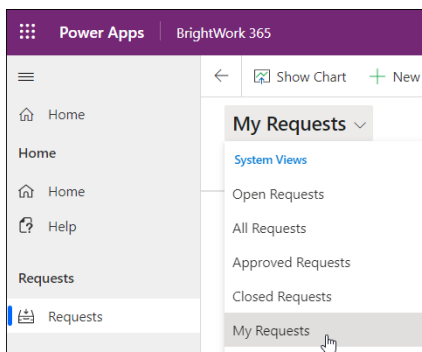 Power Apps BrightWork 365
Show Chart New
Home
My Requests
Home
System Views
Home
Open Requests
Help
All Requests
Approved Requests
Requests
Closed Requests
Requests
My Requests